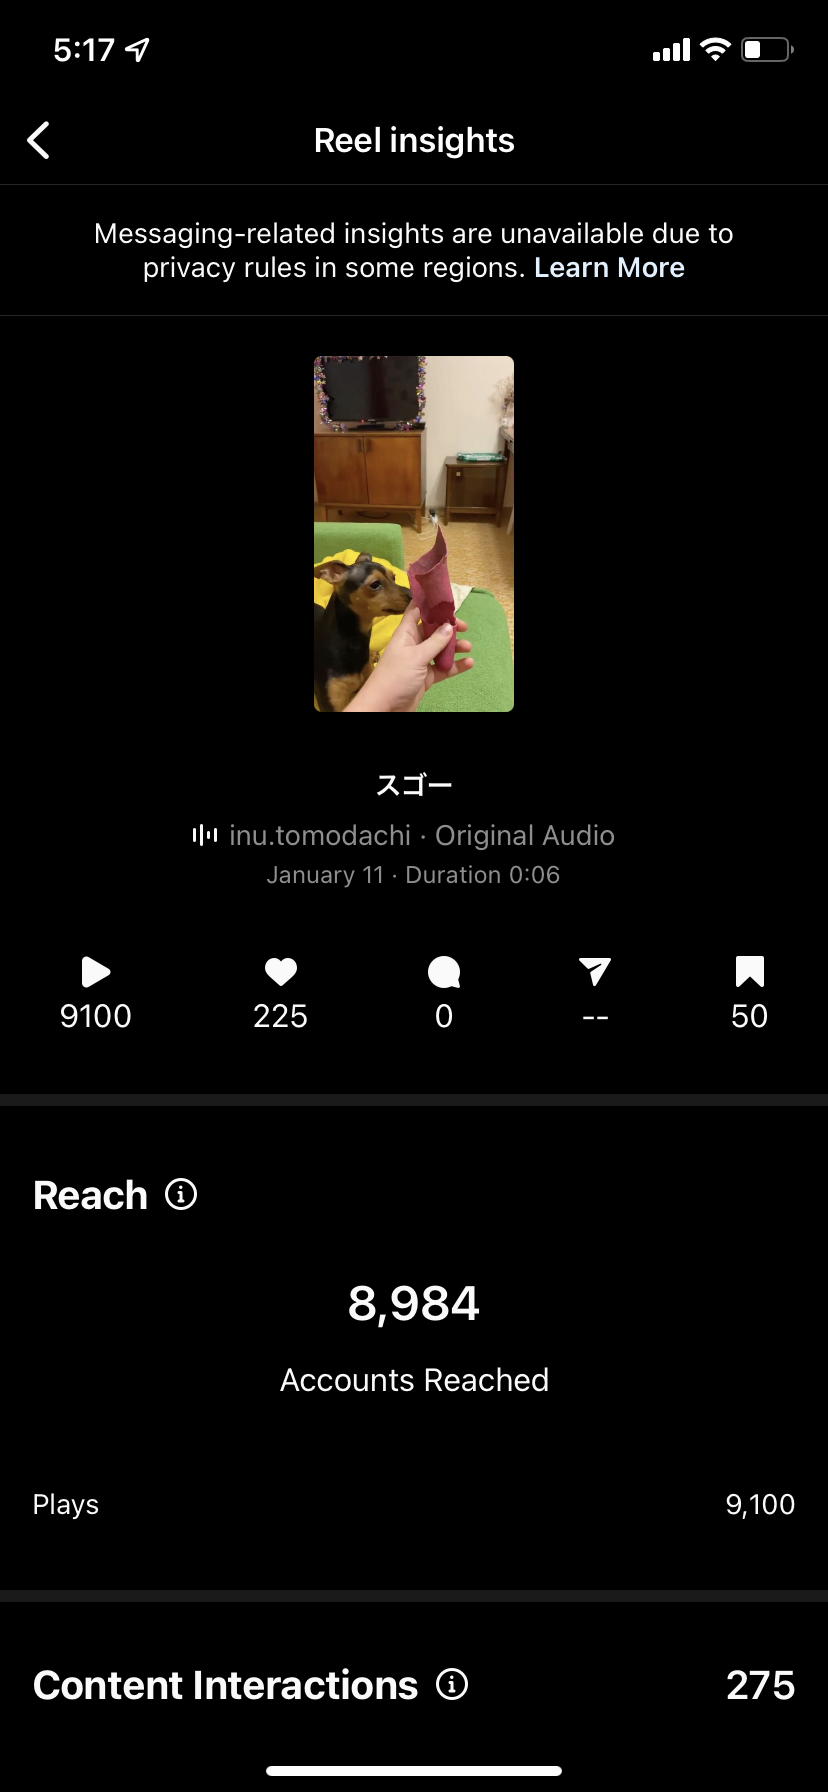 5:17
Reel insights
Messaging-related insights are unavailable due to
privacy rules in some regions. Learn More
スゴー
inu.tomodachi · Original Audio
January 11 · Duration 0:06
9100 225 0 -- 50
Reach
8,984
Accounts Reached
Plays 9,100
Content Interactions 275